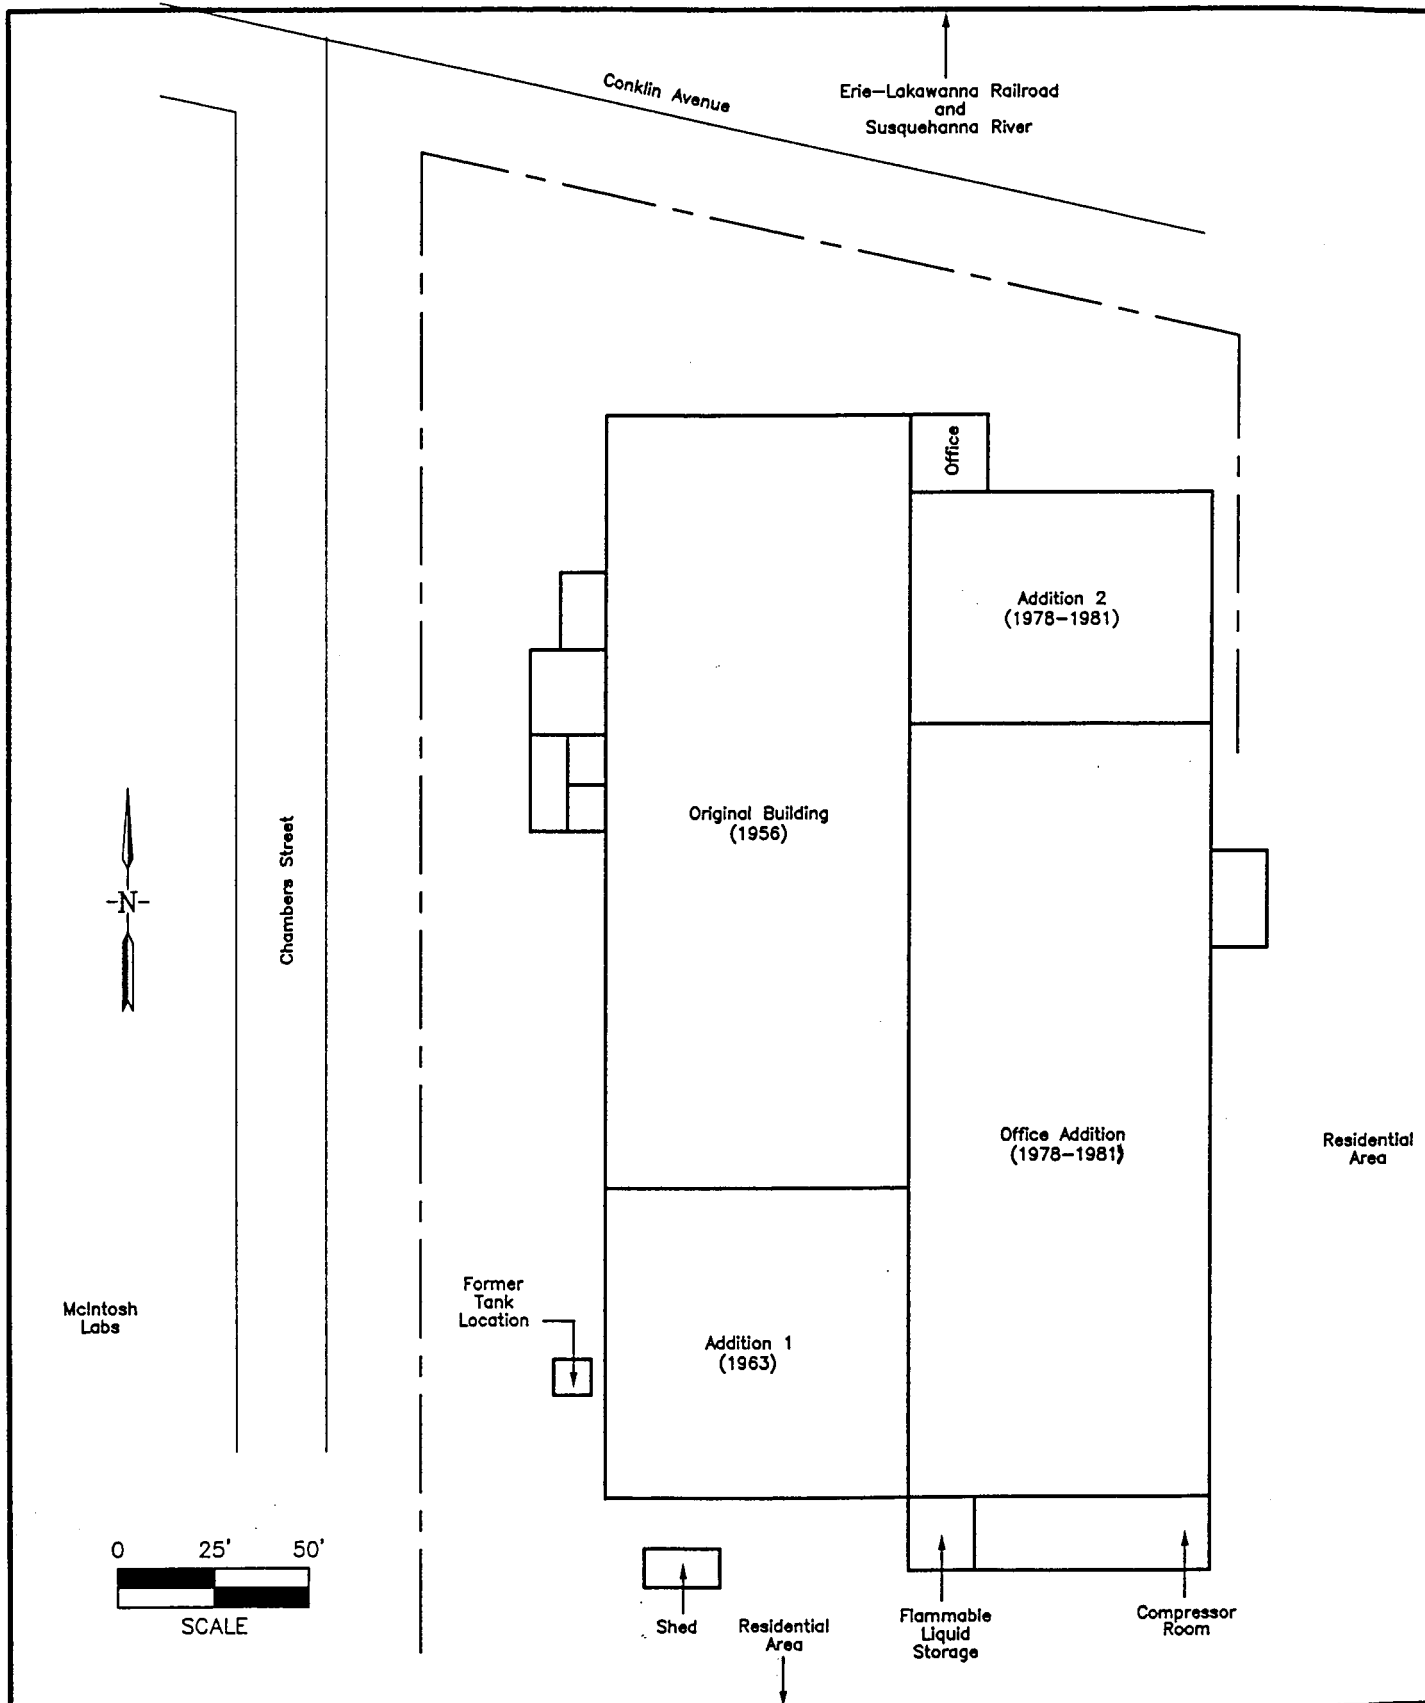 Conklin Avenue
Erie-Lakawanna Railroad
and
Susquehanna River
Office
Addition 2
(1978-1981)
Original Building
(1956)
Chambers Street
-N-
Office Addition
(1978-1981)
Residential
Area
Former
Tank
Location
McIntosh
Labs
Addition 1
(1963)
0 25' 50'
SCALE
Shed
Residential
Area
Flammable
Liquid
Storage
Compressor
Room